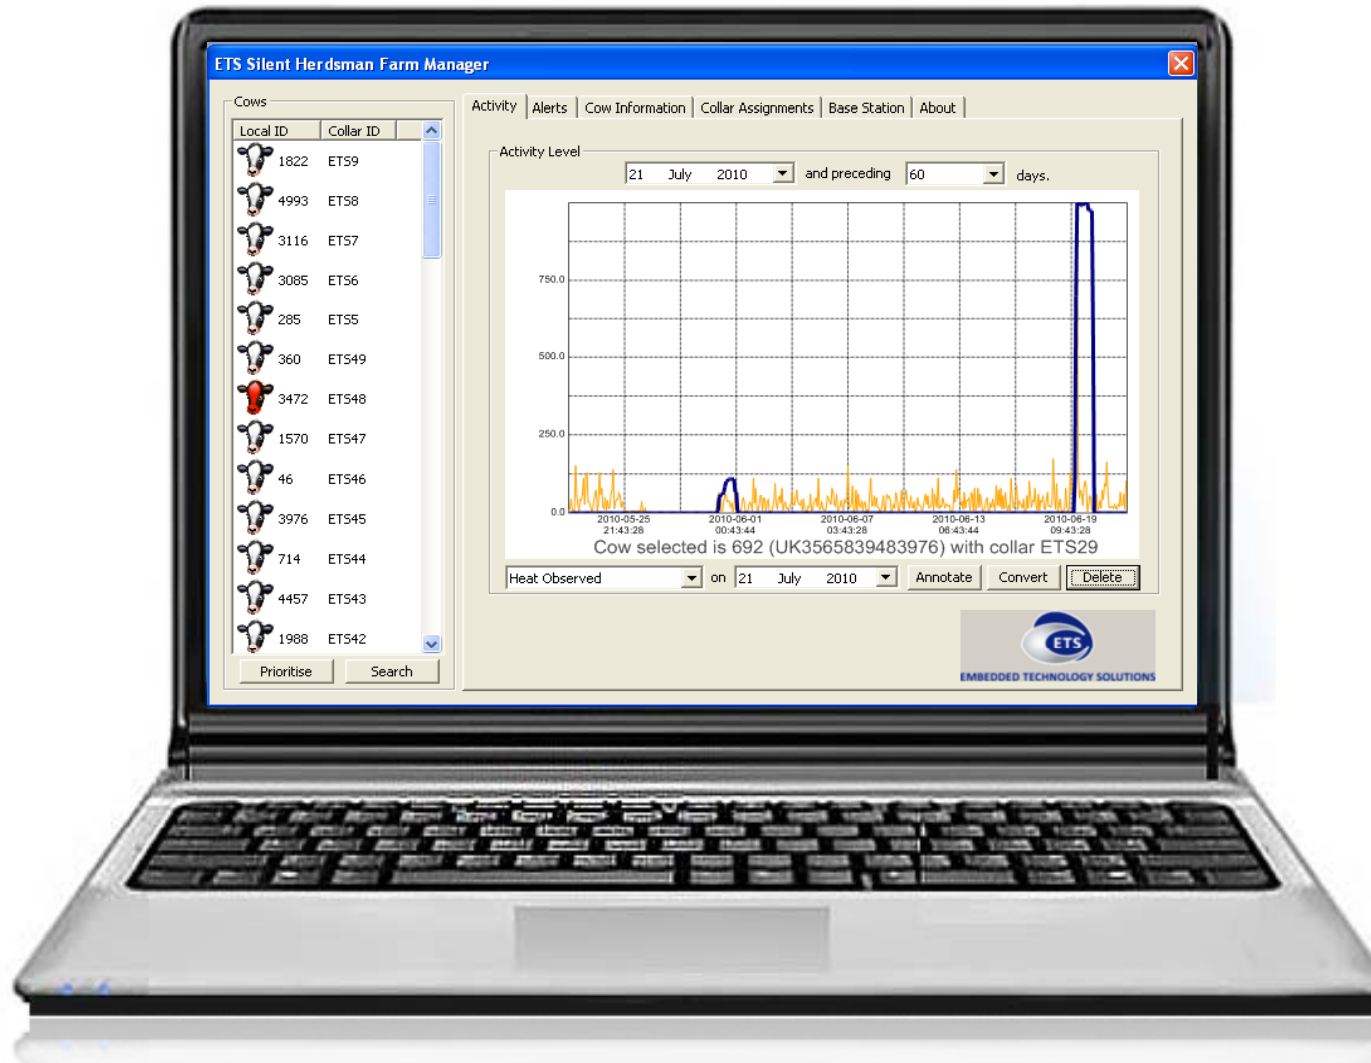 ETS Silent Herdsman Farm Manager
Cows
Local ID Collar ID
1822 ETS9
4993 ETS8
3116 ETS7
3085 ETS6
285 ETS5
360 ETS49
3472 ETS48
1570 ETS47
46 ETS46
3976 ETS45
714 ETS44
4457 ETS43
1988 ETS42
Prioritise Search
Activity Alerts Cow Information Collar Assignments Base Station About
Activity Level
21 July 2010 and preceding 60 days.
750.0
500.0
250.0
0.0
2010-05-25 2010-06-01 2010-06-07 2010-06-13 2010-06-19
21:43:28 00:43:44 03:43:28 06:43:44 09:43:28
Cow selected is 692 (UK3565839483976) with collar ETS29
Heat Observed on 21 July 2010 Annotate Convert Delete
ETS
EMBEDDED TECHNOLOGY SOLUTIONS